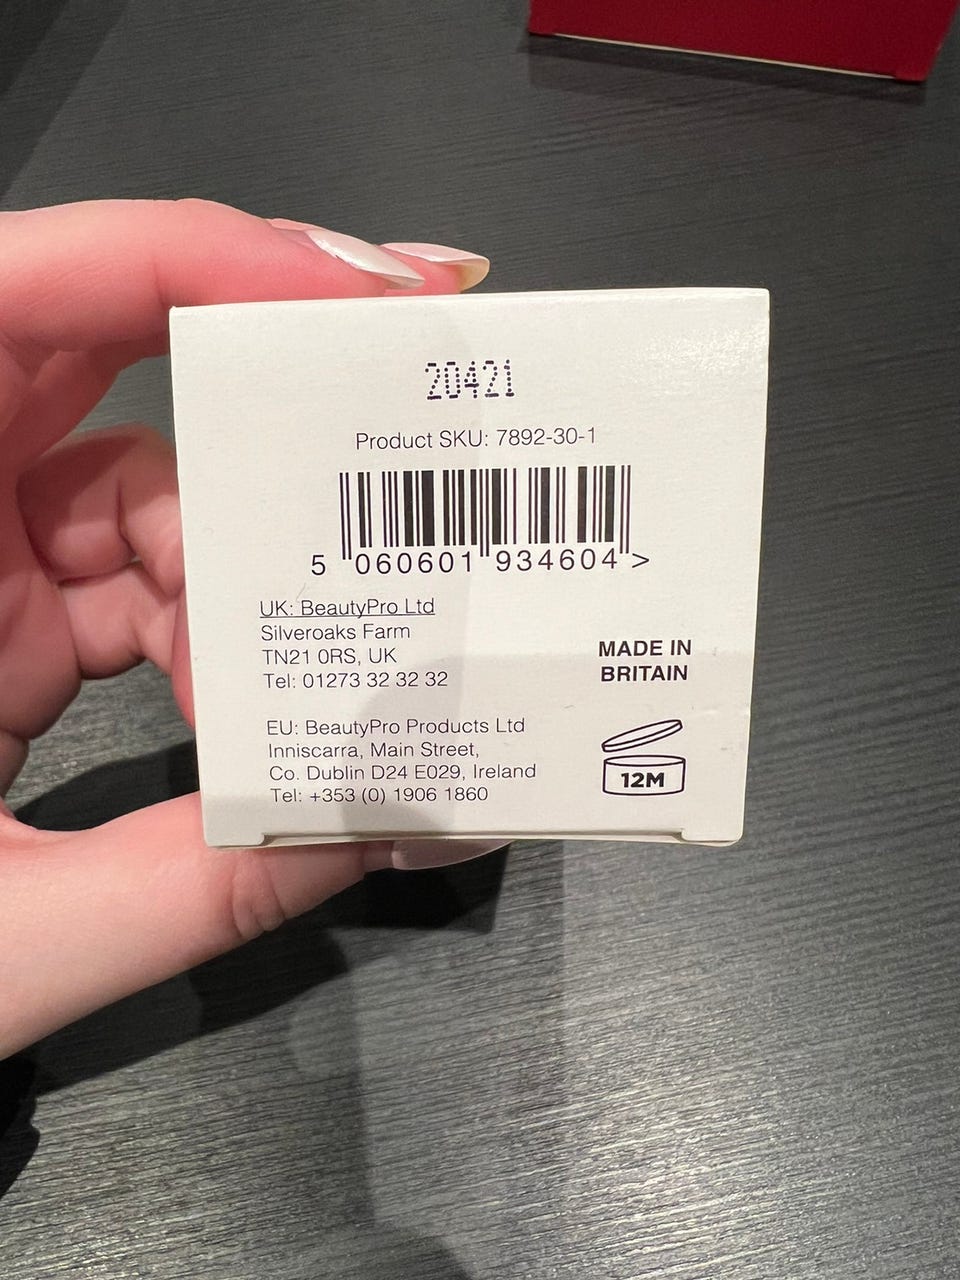 20421
Product SKU: 7892-30-1
5 060601 934604 >
UK: BeautyPro Ltd
Silveroaks Farm
TN21 0RS, UK
Tel: 01273 32 32 32
MADE IN
BRITAIN
EU: BeautyPro Products Ltd
Inniscarra, Main Street,
Co. Dublin D24 E029, Ireland
Tel: +353 (0) 1906 1860
12M